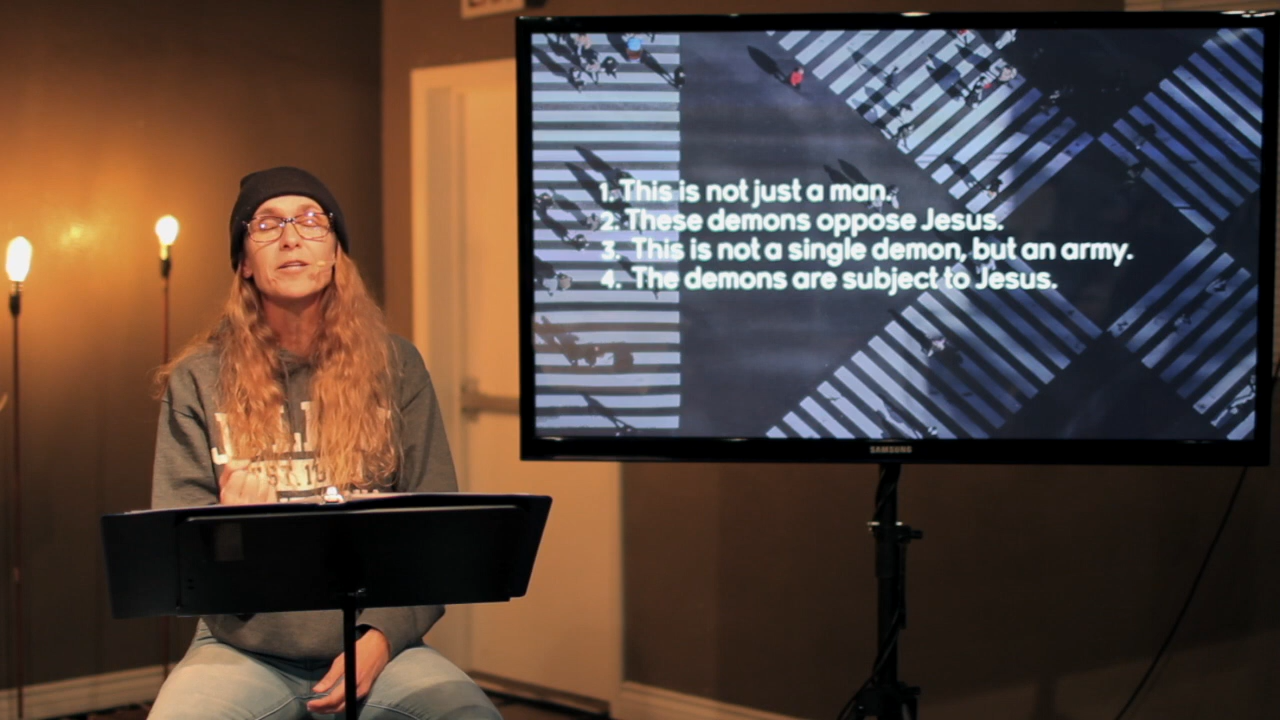 1. This is not just a man.
2. These demons oppose Jesus.
3. This is not a single demon, but an army.
4. The demons are subject to Jesus.
SAMSUNG
EST.